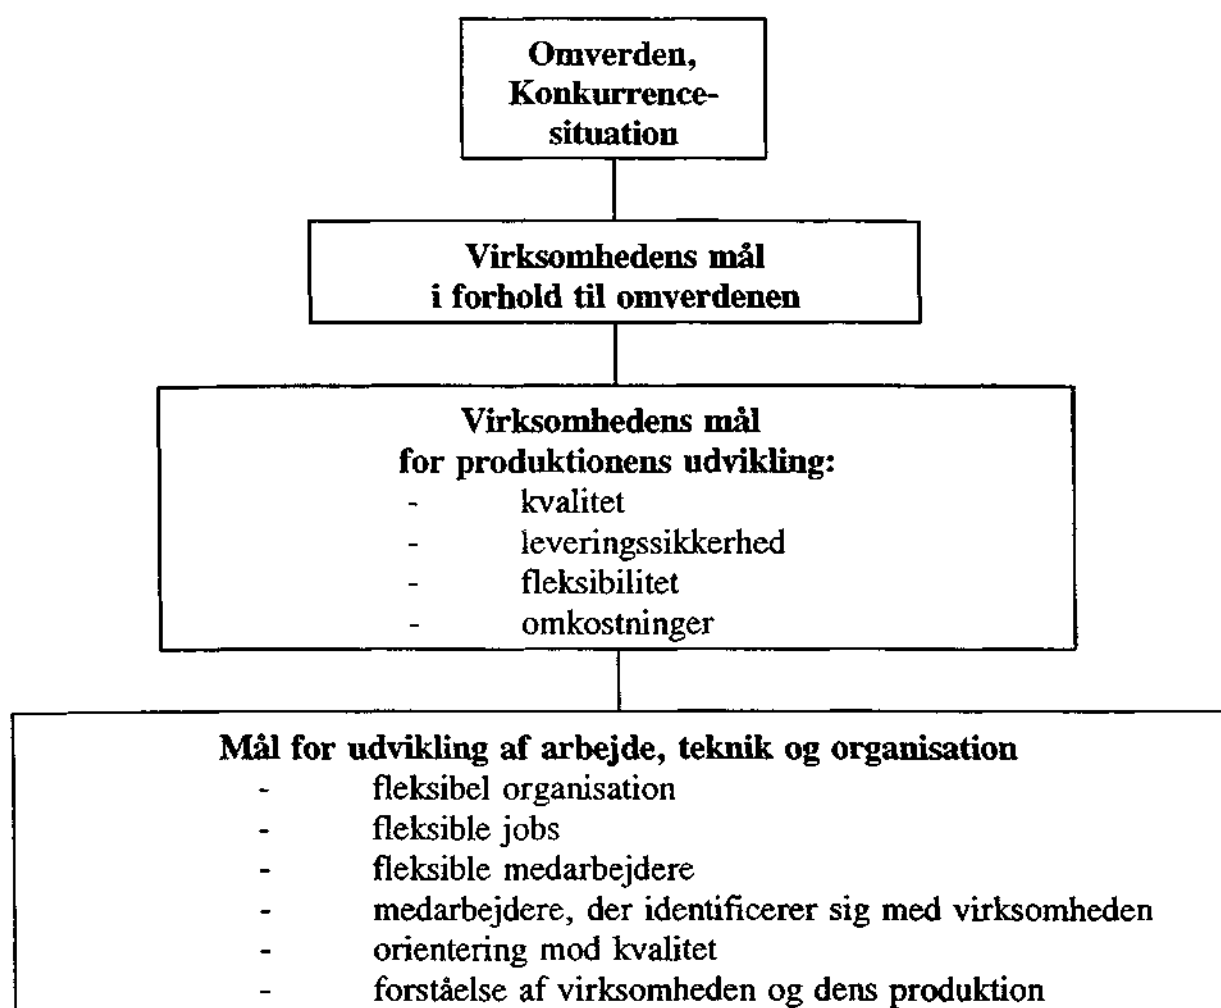 Omverden,
Konkurrence-
situation
Virksomhedens mål
i forhold til omverdenen
Virksomhedens mål
for produktionens udvikling:
- kvalitet
- leveringssikkerhed
- fleksibilitet
- omkostninger
Mål for udvikling af arbejde, teknik og organisation
- fleksibel organisation
- fleksible jobs
- fleksible medarbejdere
- medarbejdere, der identificerer sig med virksomheden
- orientering mod kvalitet
- forståelse af virksomheden og dens produktion